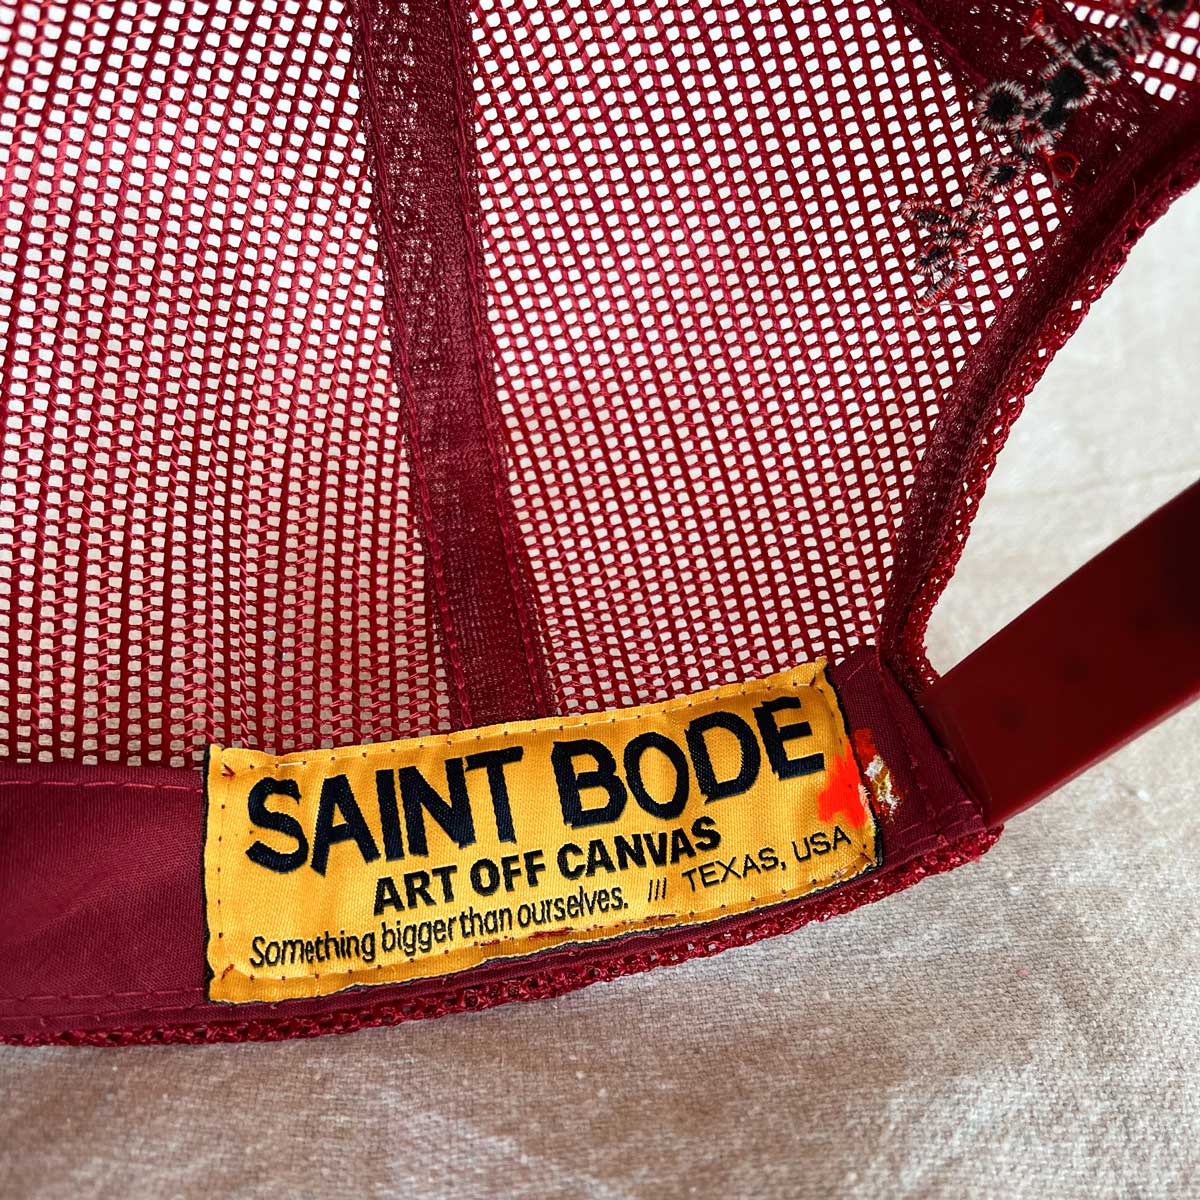 SAINT BODE
ART OFF CANVAS
Something bigger than ourselves. /// TEXAS, USA